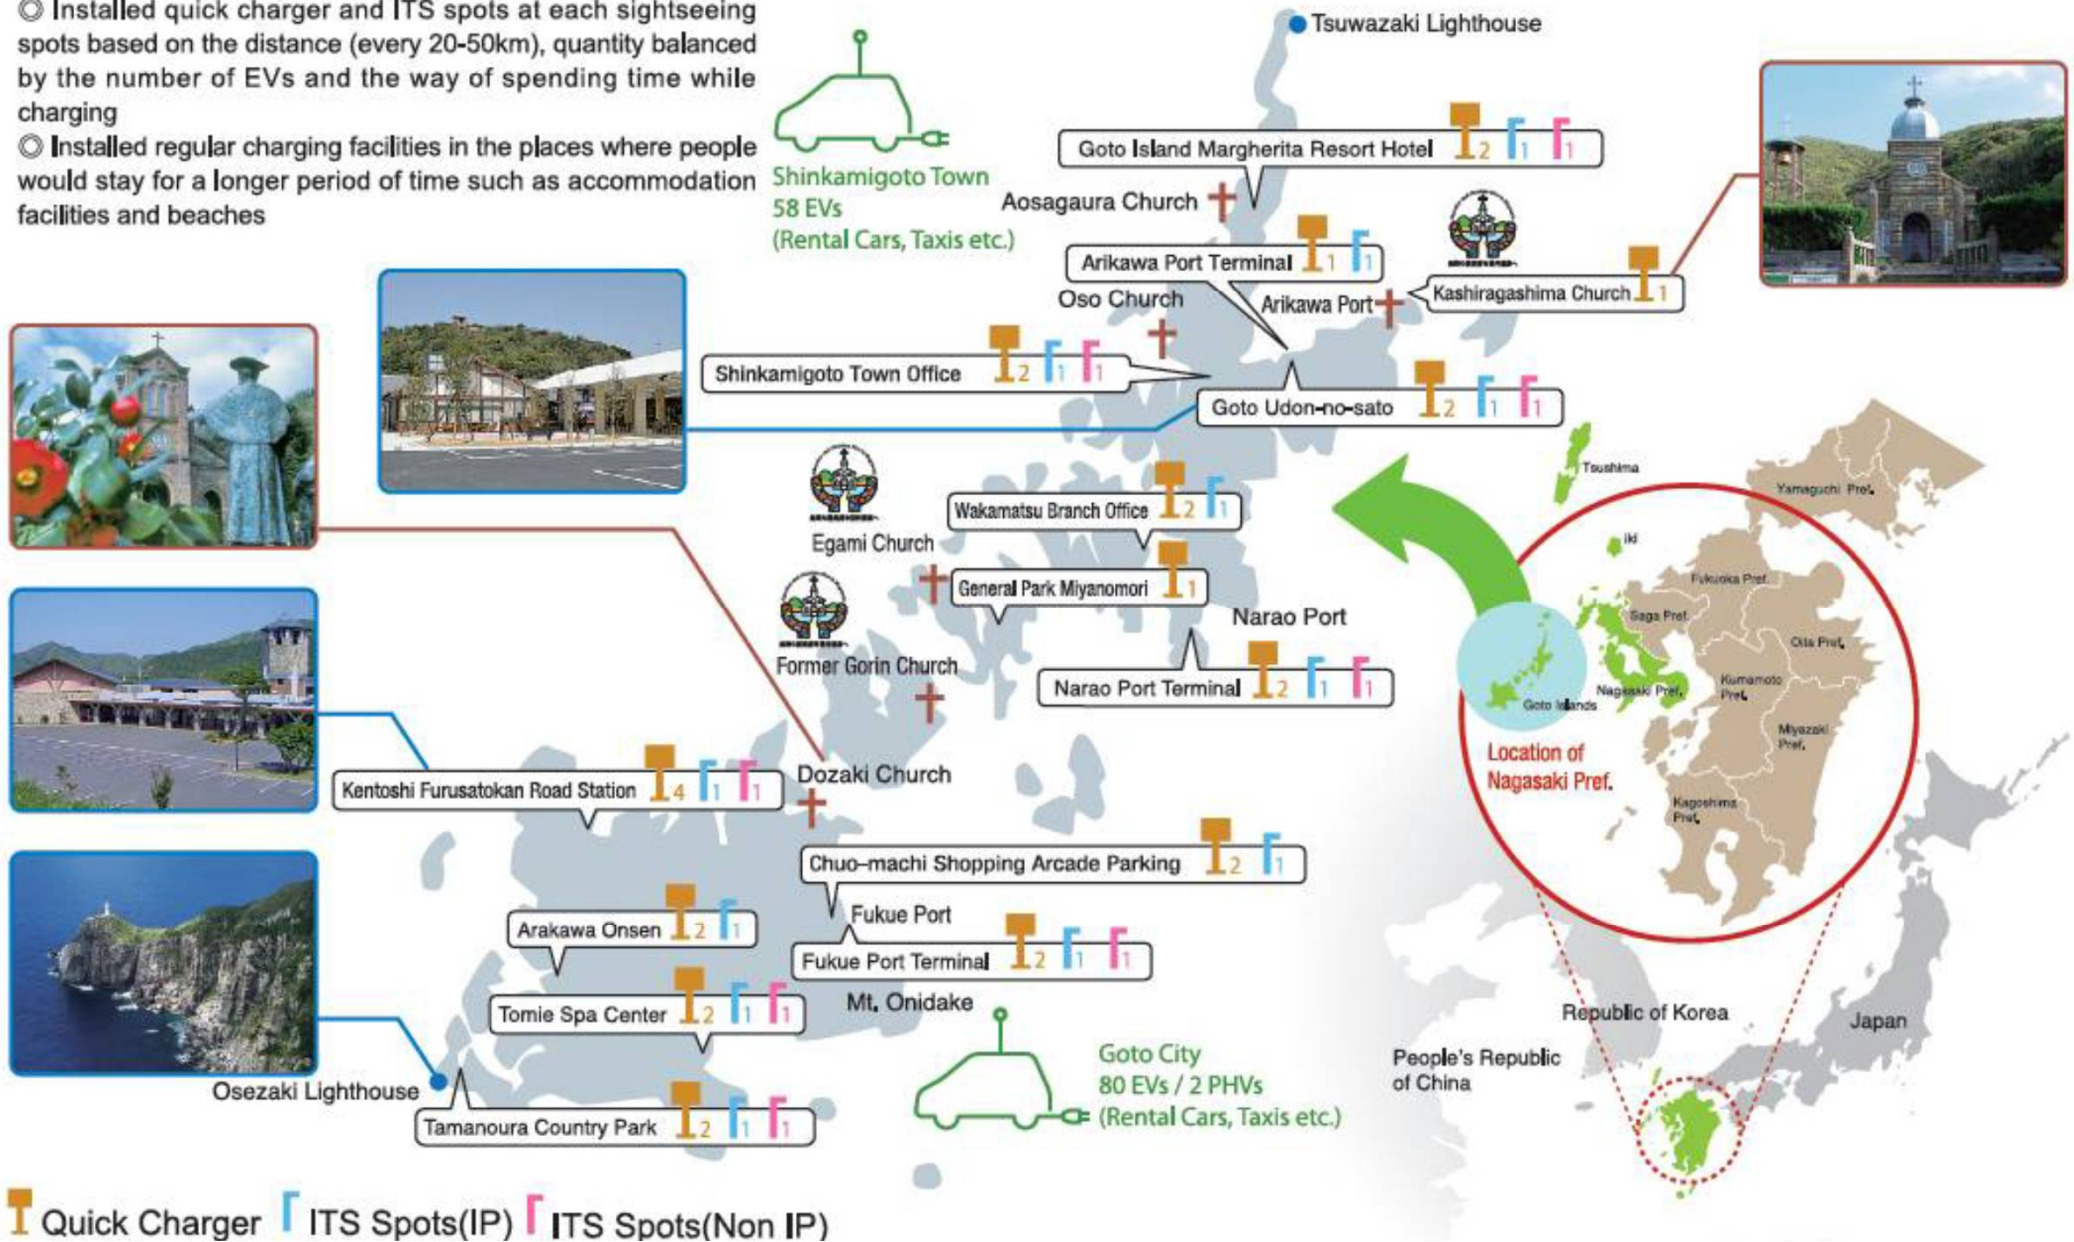 ◎ Installed quick charger and ITS spots at each sightseeing
spots based on the distance (every 20-50km), quantity balanced
by the number of EVs and the way of spending time while
charging
◎ Installed regular charging facilities in the places where people
would stay for a longer period of time such as accommodation
facilities and beaches
Shinkamigoto Town
58 EVs
(Rental Cars, Taxis etc.)
Tsuwazaki Lighthouse
Goto Island Margherita Resort Hotel 2 1 1
Aosagaura Church
Arikawa Port Terminal 1 1
Oso Church
Arikawa Port
Kashiragashima Church 1
Shinkamigoto Town Office 2 1 1
Goto Udon-no-sato 2 1 1
Wakamatsu Branch Office 2 1
Egami Church
General Park Miyanomori 1
Narao Port
Former Gorin Church
Narao Port Terminal 2 1 1
Kentoshi Furusatokan Road Station 4 1 1
Dozaki Church
Chuo-machi Shopping Arcade Parking 2 1
Arakawa Onsen 2 1
Fukue Port
Fukue Port Terminal 2 1 1
Tomie Spa Center 2 1 1
Mt. Onidake
Osezaki Lighthouse
Tamanoura Country Park 2 1 1
Goto City
80 EVs / 2 PHVs
(Rental Cars, Taxis etc.)
Tsushima
Yamaguchi Pref.
iki
Fukuoka Pref.
Saga Pref.
Oita Pref.
Nagasaki Pref.
Kumamoto
Pref.
Goto Islands
Miyazaki
Pref.
Location of
Nagasaki Pref.
Kagoshima
Pref.
Republic of Korea
Japan
People's Republic
of China
Quick Charger ITS Spots(IP) ITS Spots(Non IP)